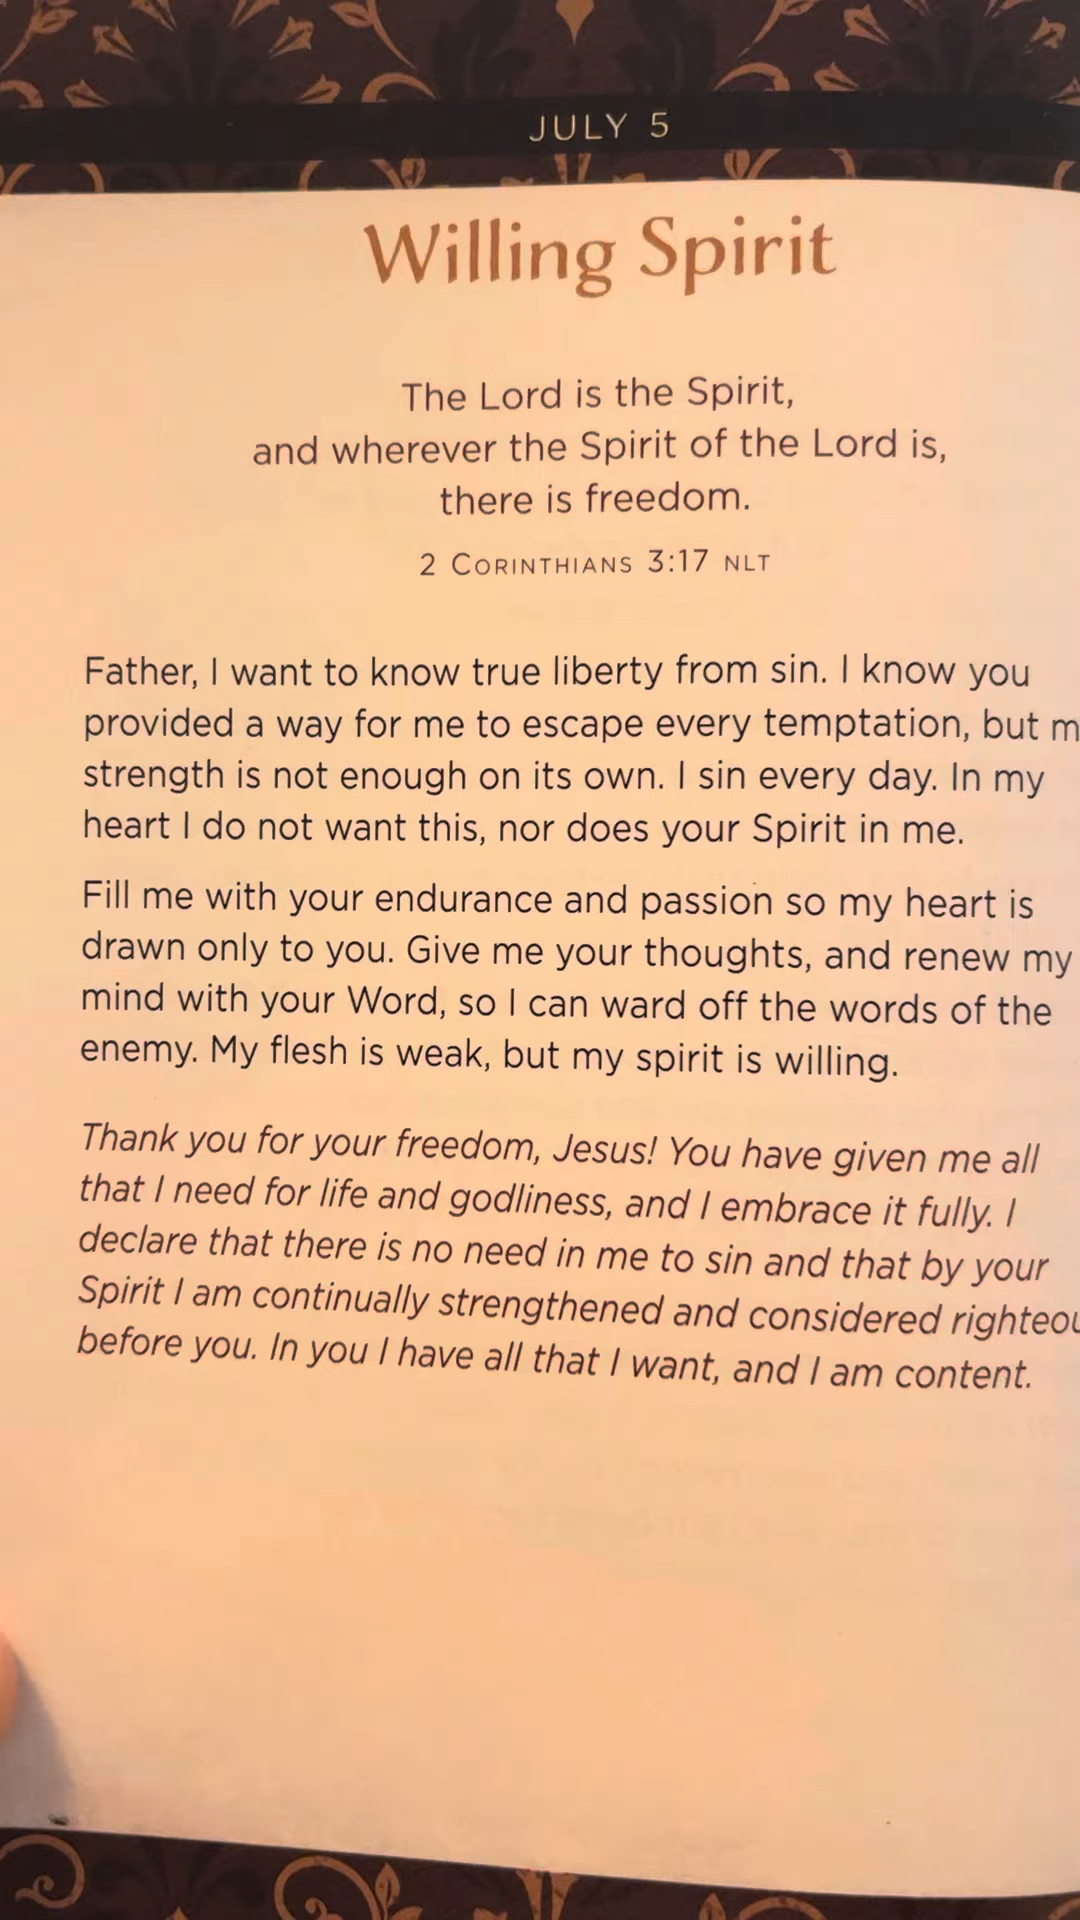 JULY 5
Willing Spirit
The Lord is the Spirit,
and wherever the Spirit of the Lord is,
there is freedom.
2 CORINTHIANS 3:17 NLT
Father, I want to know true liberty from sin. I know you
provided a way for me to escape every temptation, but m
strength is not enough on its own. I sin every day. In my
heart I do not want this, nor does your Spirit in me.
Fill me with your endurance and passion so my heart is
drawn only to you. Give me your thoughts, and renew my
mind with your Word, so I can ward off the words of the
enemy. My flesh is weak, but my spirit is willing.
Thank you for your freedom, Jesus! You have given me all
that I need for life and godliness, and I embrace it fully. I
declare that there is no need in me to sin and that by your
Spirit I am continually strengthened and considered righteou
before you. In you I have all that I want, and I am content.